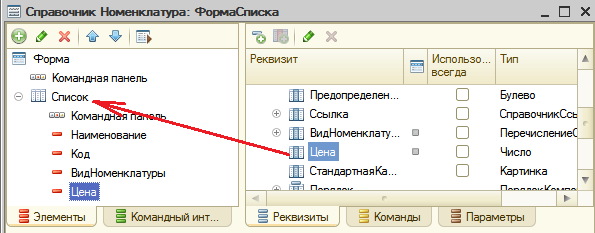 Справочник Номенклатура: ФормаСписка
Форма
Командная панель
Список
Командная панель
Наименование
Код
ВидНоменклатуры
Цена
Элементы
Командный инт...
Реквизит
Использо...
всегда
Тип
Предопределен...
Булево
Ссылка
СправочникСсы
ВидНоменклату...
ПеречислениеС
Цена
Число
СтандартнаяКа...
Картинка
Порядок
ПорядокКомпо
Реквизиты
Команды
Параметры